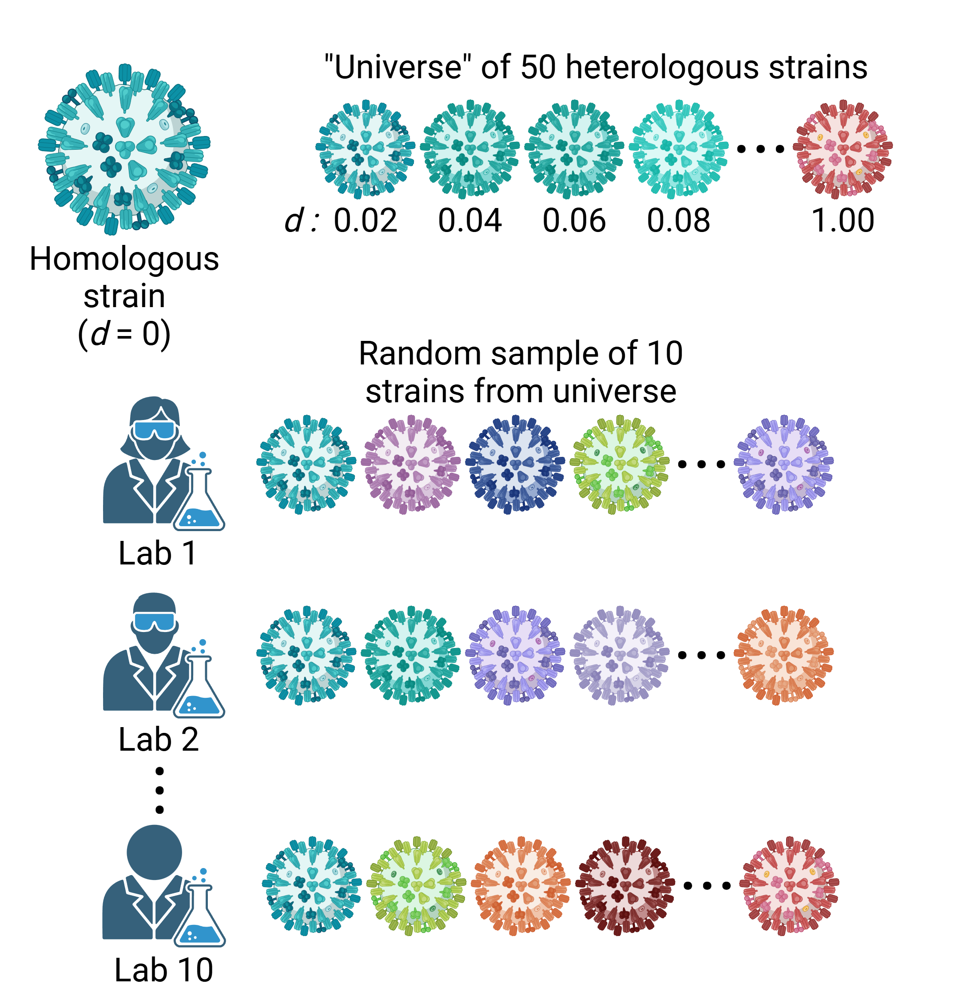 "Universe" of 50 heterologous strains
d : 0.02 0.04 0.06 0.08 1.00
Homologous
strain
(d = 0)
Random sample of 10
strains from universe
Lab 1
Lab 2
Lab 10